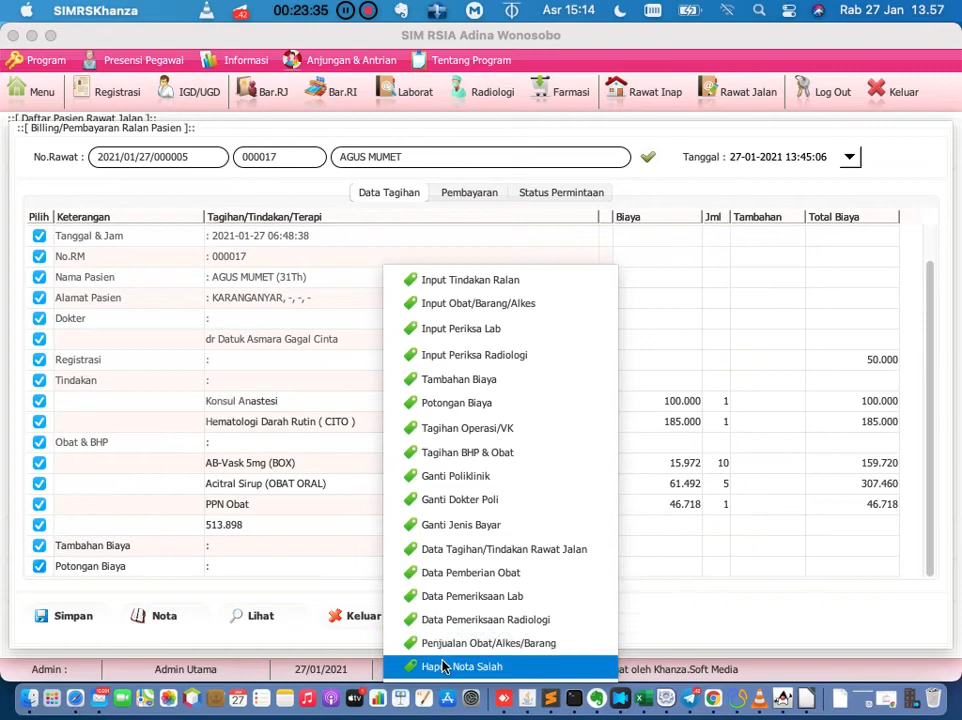 SIMRSKhanza .42 00:23:35 Asr 15:14 Rab 27 Jan 13.57
SIM RSIA Adina Wonosobo
Program Presensi Pegawai Informasi Anjungan & Antrian Tentang Program
Menu Registrasi IGD/UGD Bar.RJ Bar.RI Laborat Radiologi Farmasi Rawat Inap Rawat Jalan Log Out Keluar
::[ Daftar Pasien Rawat Jalan ]::
::[ Billing/Pembayaran Ralan Pasien ]::
No.Rawat : 2021/01/27/000005 000017 AGUS MUMET Tanggal : 27-01-2021 13:45:06
Data Tagihan Pembayaran Status Permintaan
Pilih Keterangan Tagihan/Tindakan/Terapi Biaya Jml Tambahan Total Biaya
Tanggal & Jam : 2021-01-27 06:48:38
No.RM : 000017
Nama Pasien : AGUS MUMET (31Th)
Alamat Pasien : KARANGANYAR, -, -, -
Dokter :
dr Datuk Asmara Gagal Cinta
Registrasi : 50.000
Tindakan :
Konsul Anastesi 100.000 1 100.000
Hematologi Darah Rutin ( CITO ) 185.000 1 185.000
Obat & BHP :
AB-Vask 5mg (BOX) 15.972 10 159.720
Acitral Sirup (OBAT ORAL) 61.492 5 307.460
PPN Obat 46.718 1 46.718
513.898
Tambahan Biaya :
Potongan Biaya :
Input Tindakan Ralan
Input Obat/Barang/Alkes
Input Periksa Lab
Input Periksa Radiologi
Tambahan Biaya
Potongan Biaya
Tagihan Operasi/VK
Tagihan BHP & Obat
Ganti Poliklinik
Ganti Dokter Poli
Ganti Jenis Bayar
Data Tagihan/Tindakan Rawat Jalan
Data Pemberian Obat
Data Pemeriksaan Lab
Data Pemeriksaan Radiologi
Penjualan Obat/Alkes/Barang
Nota Salah
Simpan Nota Lihat Keluar
Admin : Admin Utama 27/01/2021 oleh Khanza.Soft Media